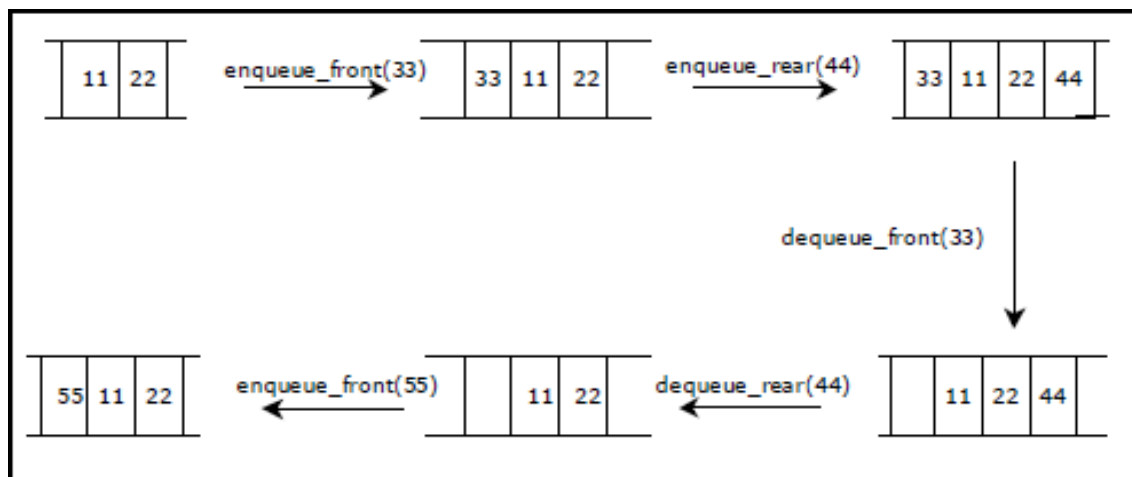 11 22
enqueue_front(33)
33 11 22
enqueue_rear(44)
33 11 22 44
dequeue_front(33)
11 22 44
dequeue_rear(44)
11 22
enqueue_front(55)
55 11 22